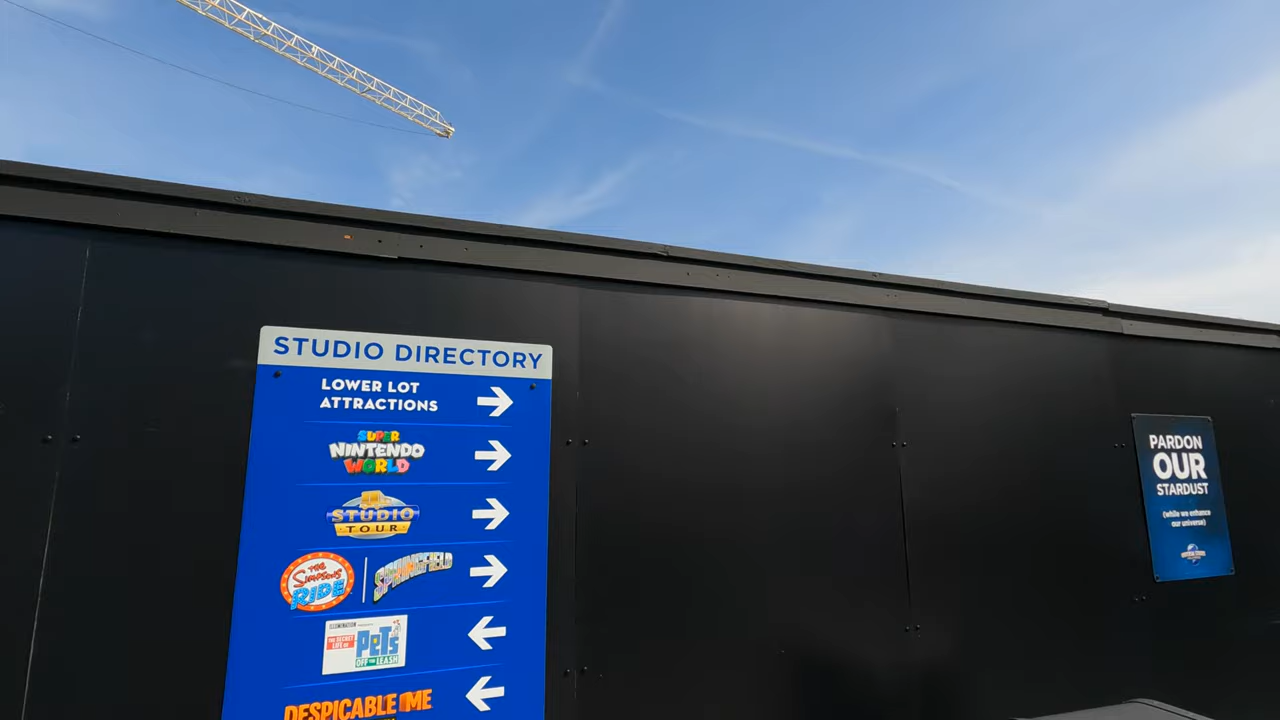 STUDIO DIRECTORY
LOWER LOT
ATTRACTIONS
SUPER
NINTENDO
WORLD
STUDIO
TOUR
THE
SIMPSONS
RIDE
SPRINGFIELD
THE SECRET
LIFE OF
PETS
OFF THE LEASH
DESPICABLE ME
PARDON
OUR
STARDUST
(while we enhance
our universe)